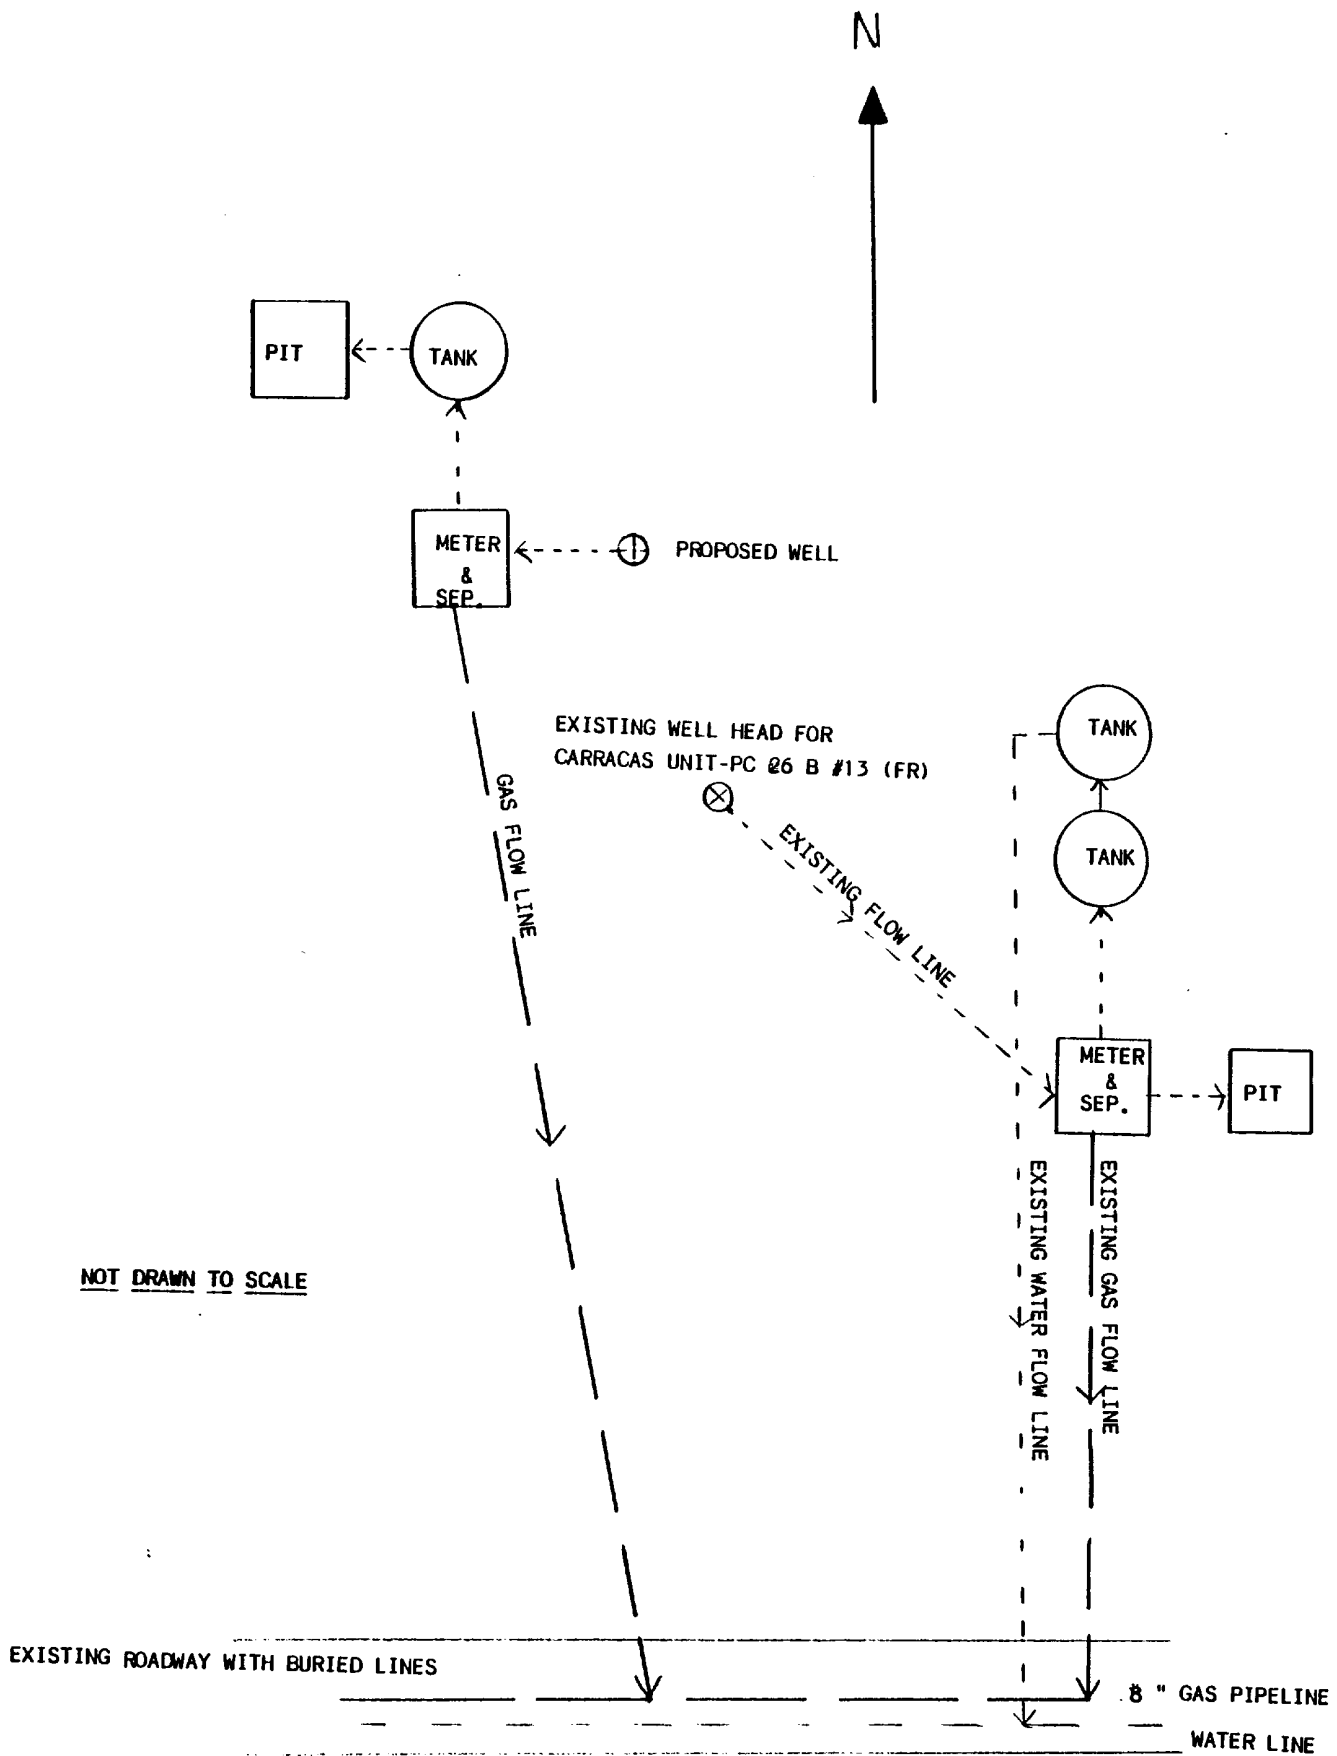 N
PIT
TANK
METER
&
SEP.
PROPOSED WELL
EXISTING WELL HEAD FOR
CARRACAS UNIT-PC 26 B #13 (FR)
TANK
TANK
GAS FLOW LINE
EXISTING FLOW LINE
METER
&
SEP.
PIT
EXISTING WATER FLOW LINE
EXISTING GAS FLOW LINE
NOT DRAWN TO SCALE
EXISTING ROADWAY WITH BURIED LINES
8 " GAS PIPELINE
WATER LINE